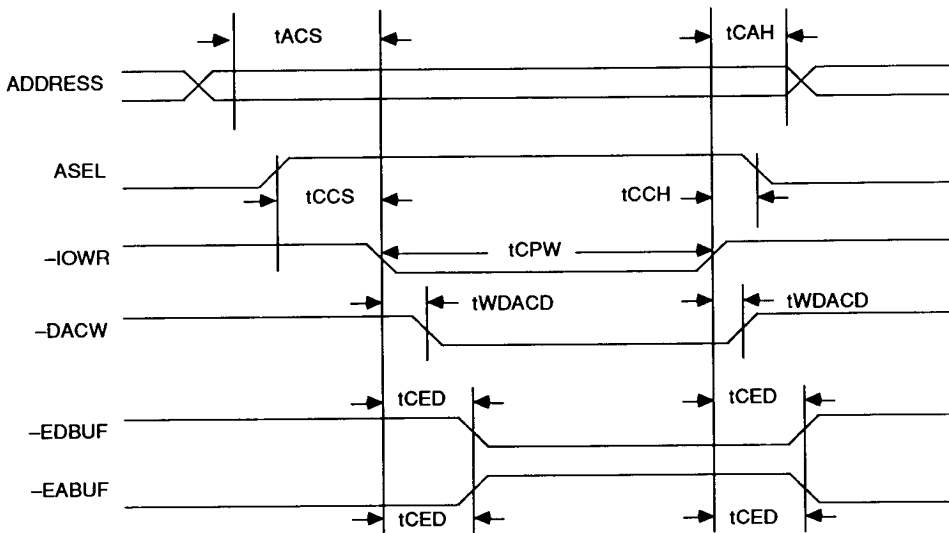 tACS
tCAH
ADDRESS
ASEL
tCCS
tCCH
–IOWR
tCPW
tWDACD
tWDACD
–DACW
tCED
tCED
–EDBUF
–EABUF
tCED
tCED